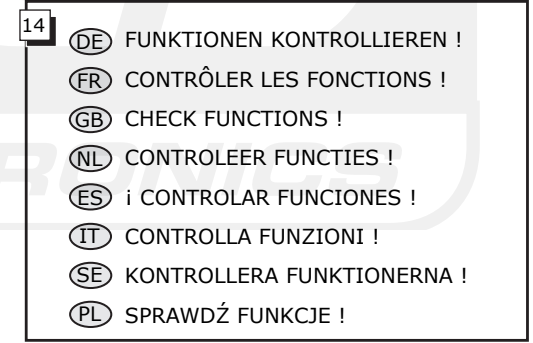 14
DE FUNKTIONEN KONTROLLIEREN !
FR CONTRÔLER LES FONCTIONS !
GB CHECK FUNCTIONS !
NL CONTROLEER FUNCTIES !
ES i CONTROLAR FUNCIONES !
IT CONTROLLA FUNZIONI !
SE KONTROLLERA FUNKTIONERNA !
PL SPRAWDŹ FUNKCJE !
RONICS